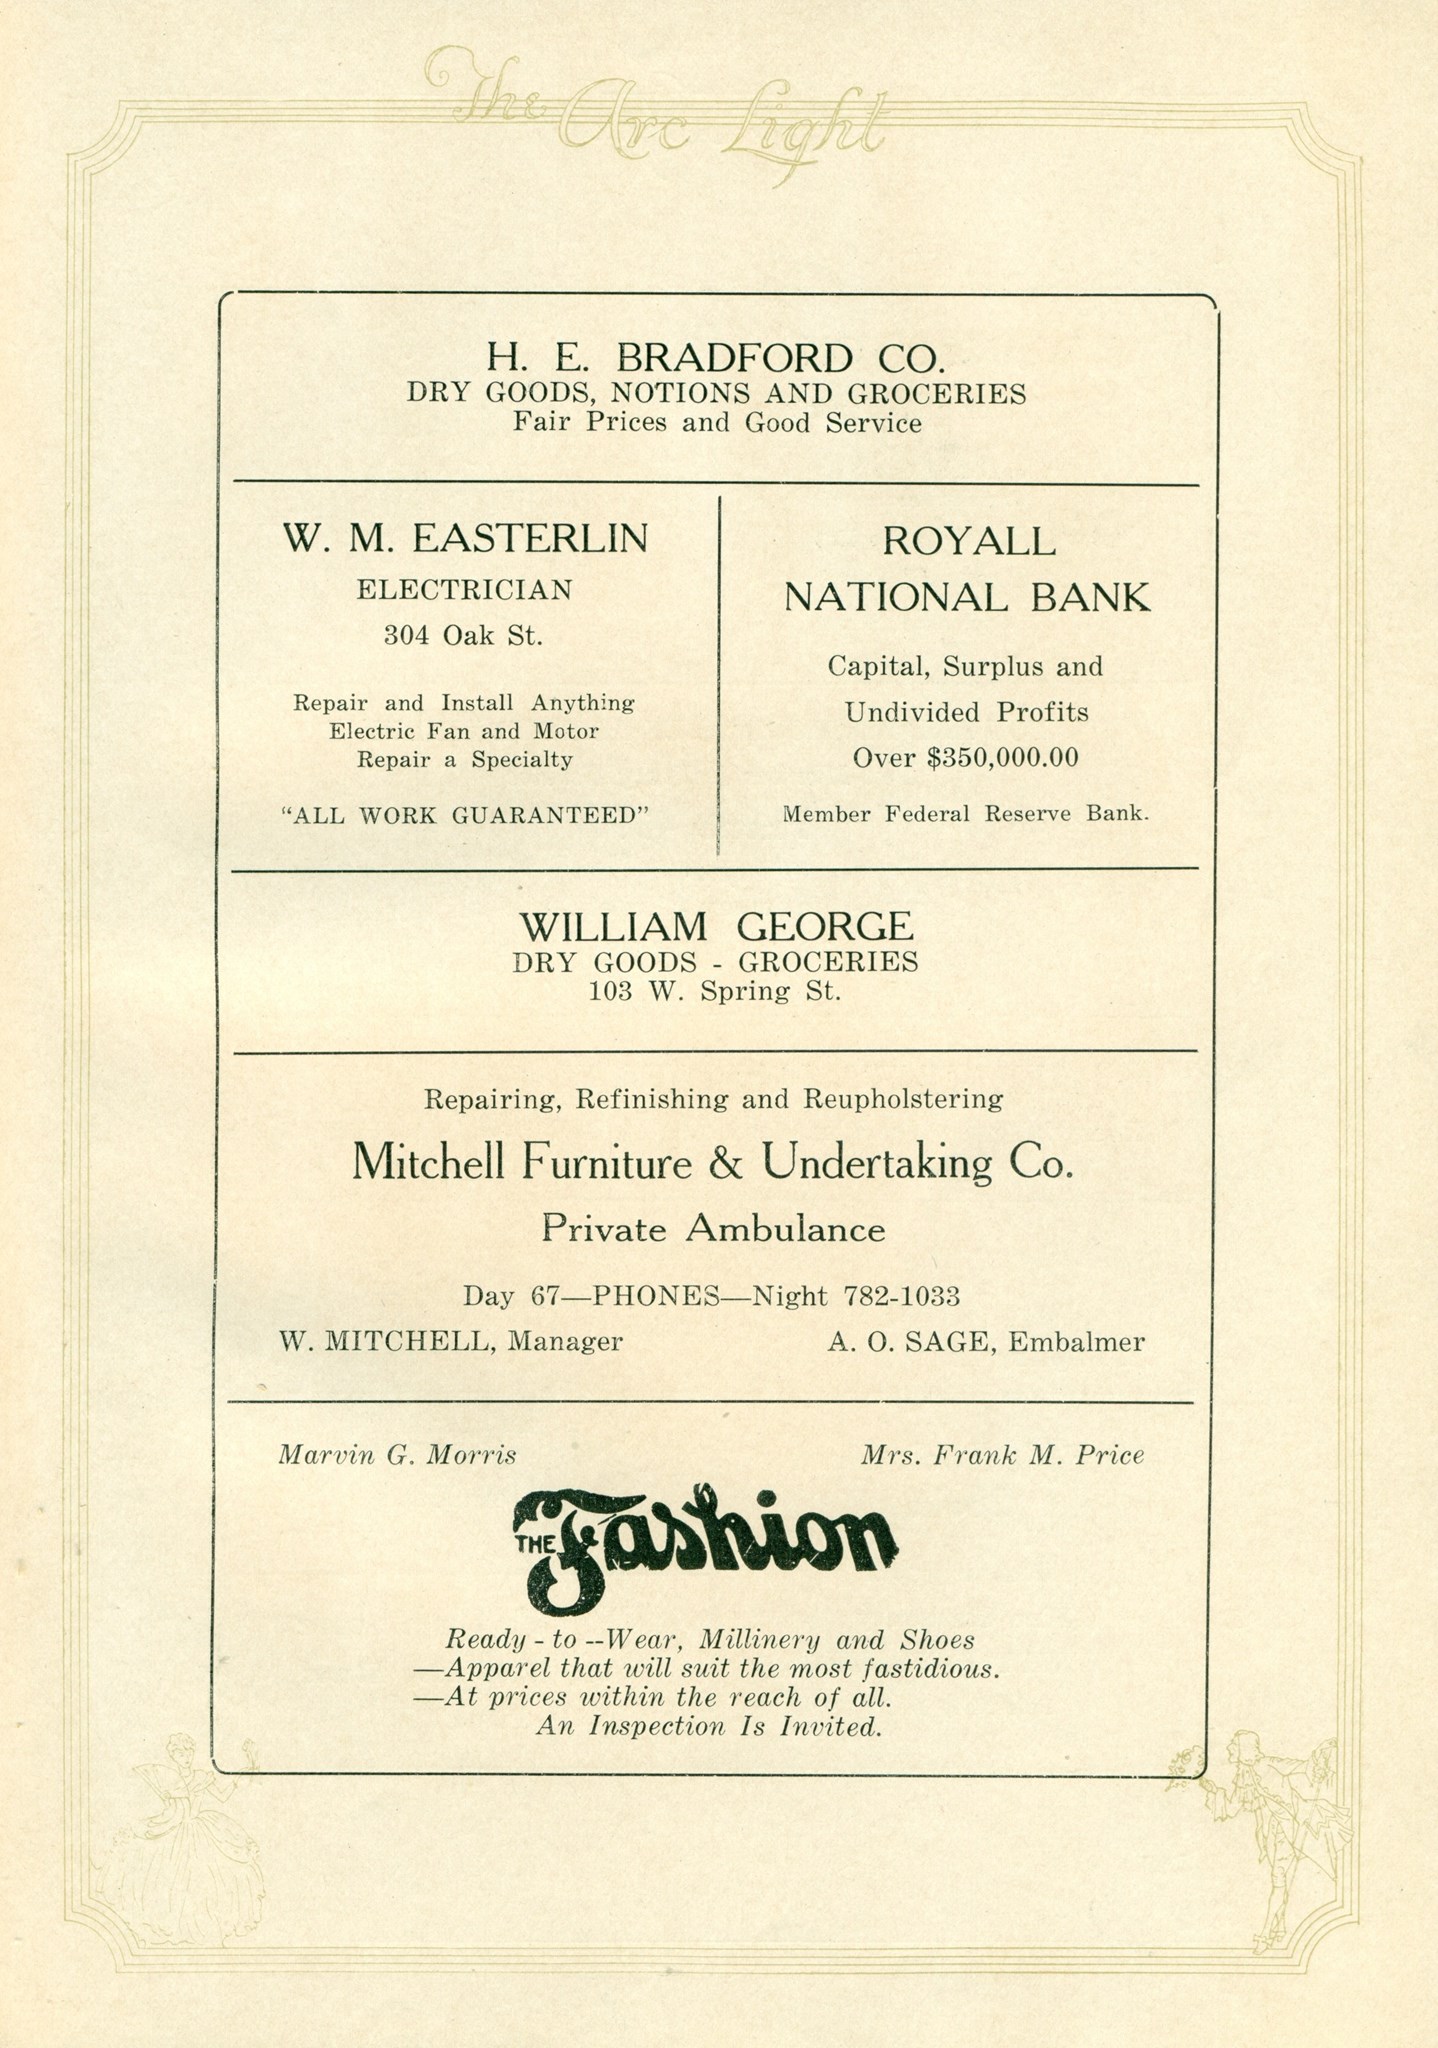 The Arc Light
H. E. BRADFORD CO.
DRY GOODS, NOTIONS AND GROCERIES
Fair Prices and Good Service
W. M. EASTERLIN
ELECTRICIAN
304 Oak St.
Repair and Install Anything
Electric Fan and Motor
Repair a Specialty
"ALL WORK GUARANTEED"
ROYALL
NATIONAL BANK
Capital, Surplus and
Undivided Profits
Over $350,000.00
Member Federal Reserve Bank.
WILLIAM GEORGE
DRY GOODS - GROCERIES
103 W. Spring St.
Repairing, Refinishing and Reupholstering
Mitchell Furniture & Undertaking Co.
Private Ambulance
Day 67—PHONES—Night 782-1033
W. MITCHELL, Manager A. O. SAGE, Embalmer
Marvin G. Morris Mrs. Frank M. Price
THE Fashion
Ready - to --Wear, Millinery and Shoes
—Apparel that will suit the most fastidious.
—At prices within the reach of all.
An Inspection Is Invited.